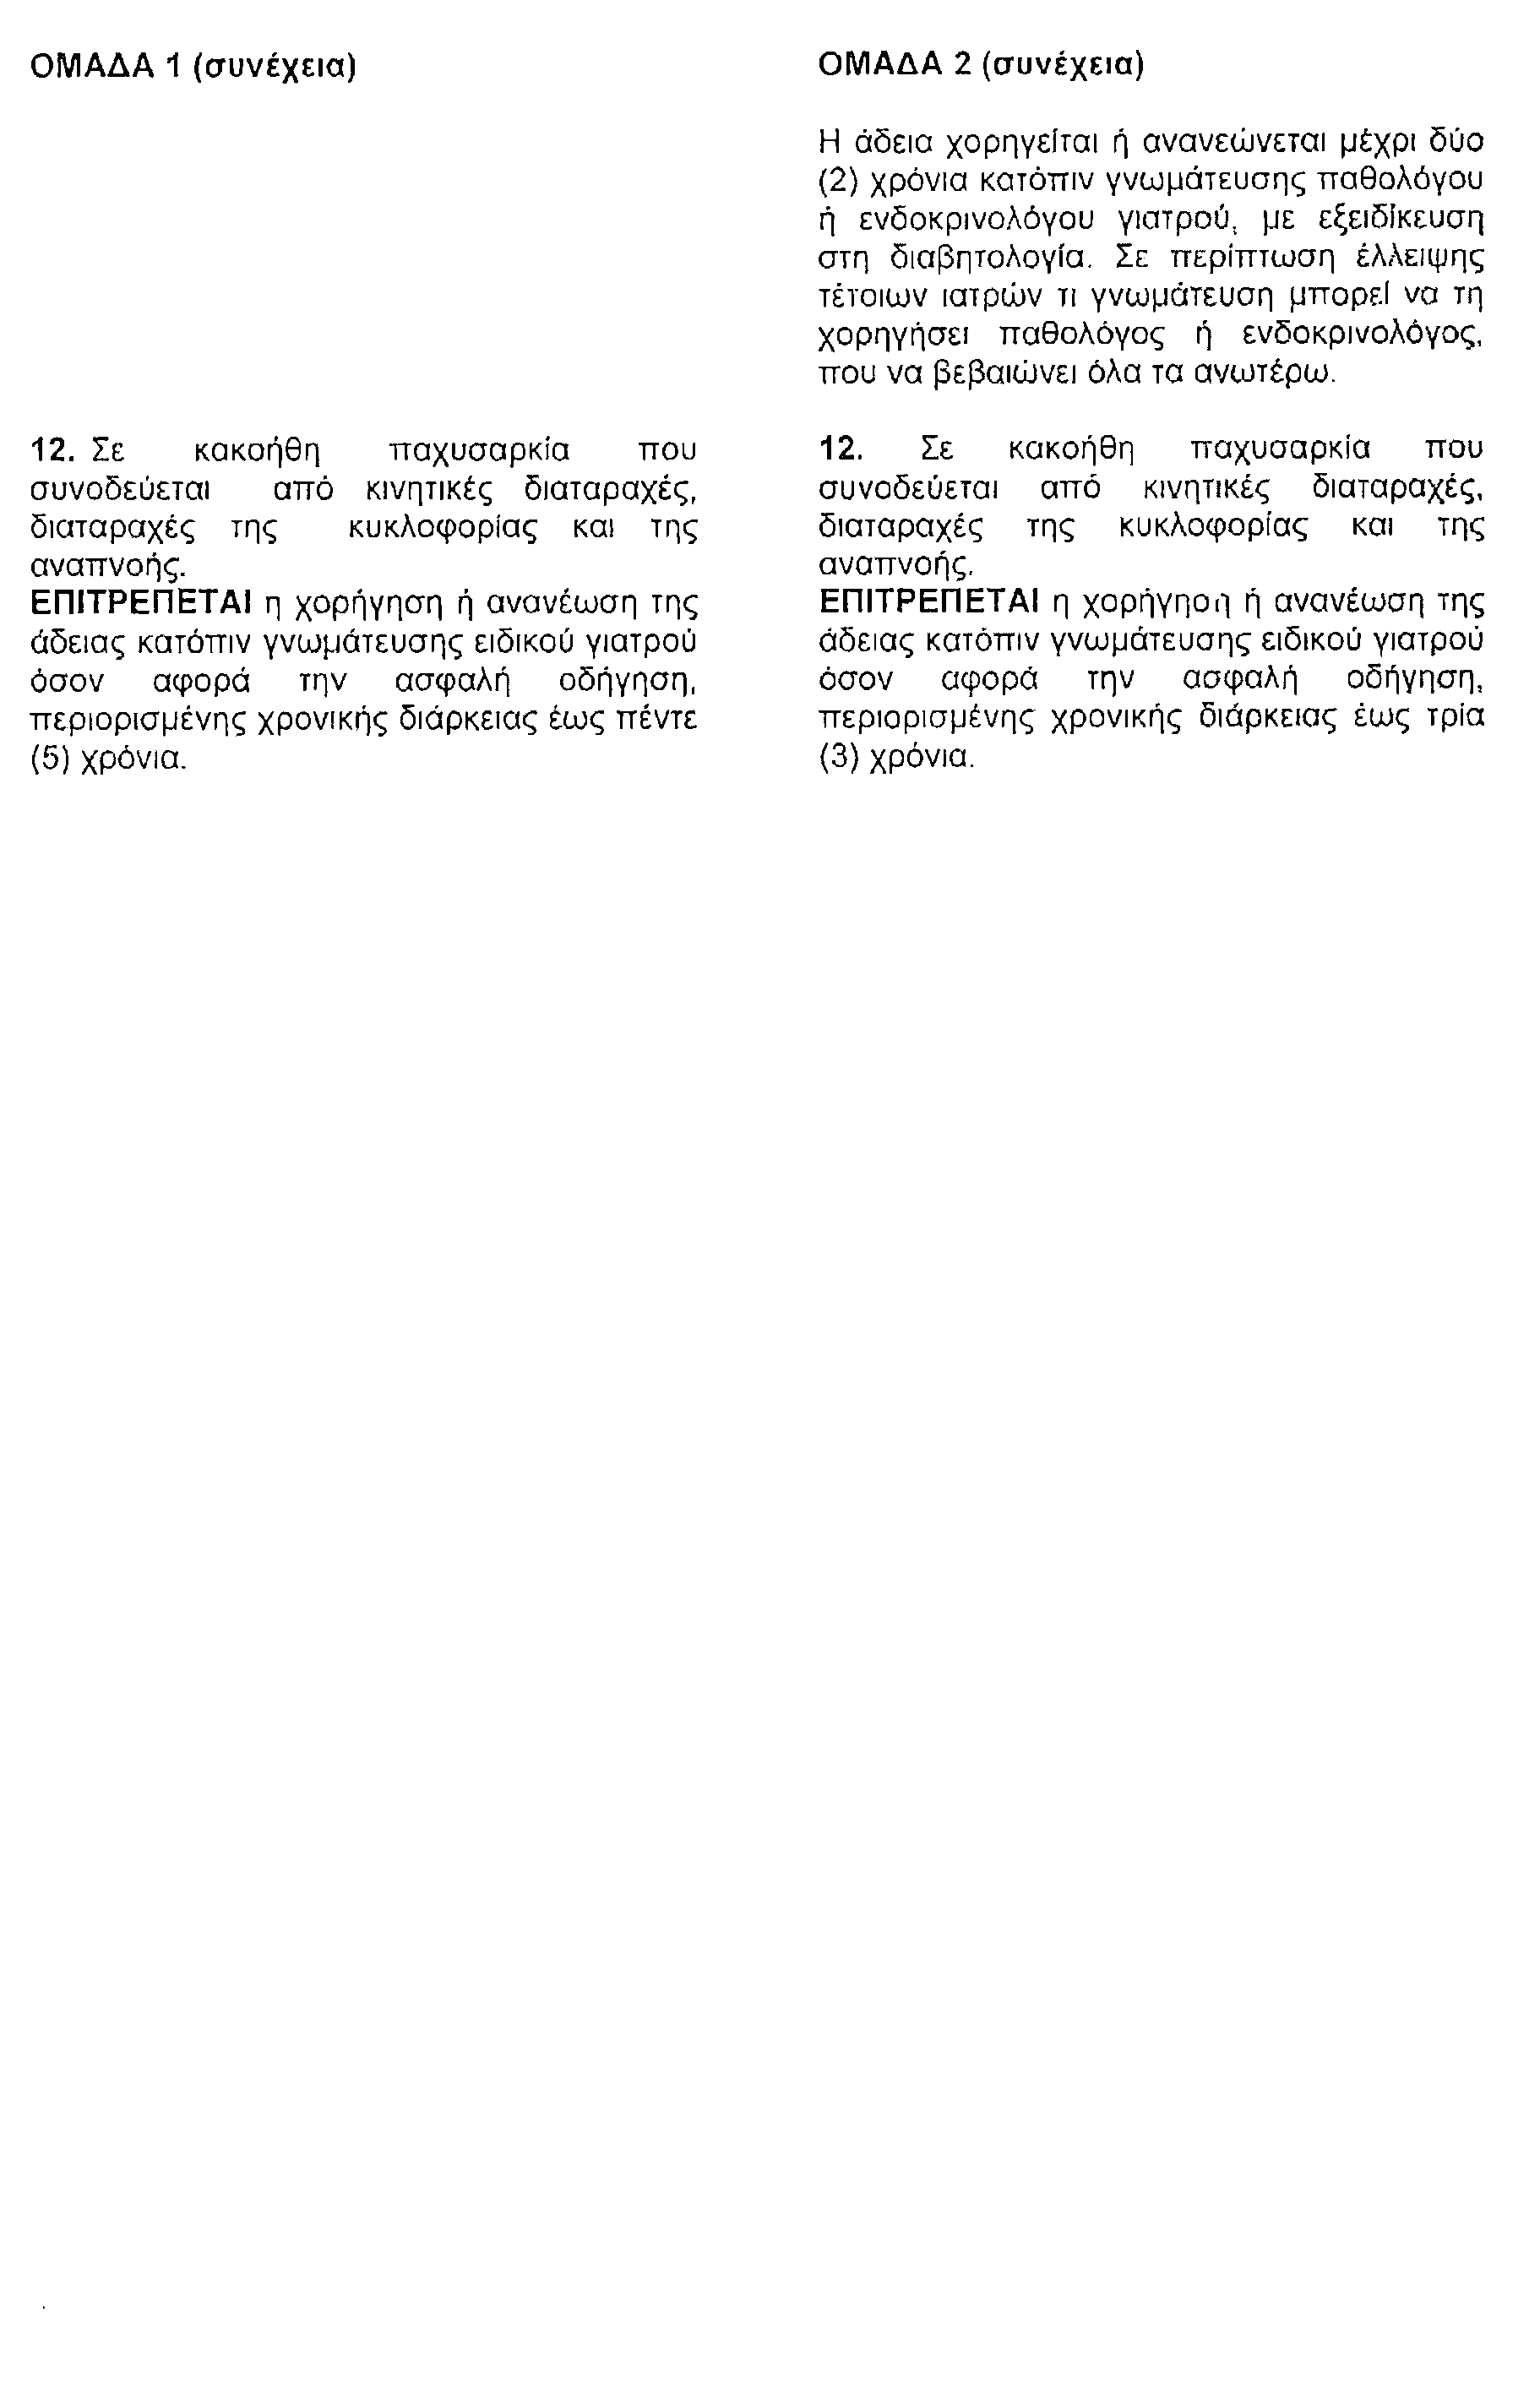 ΟΜΑΔΑ 1 (συνέχεια)
12. Σε κακοήθη παχυσαρκία που
συνοδεύεται από κινητικές διαταραχές,
διαταραχές της κυκλοφορίας και της
αναπνοής.
ΕΠΙΤΡΕΠΕΤΑΙ η χορήγηση ή ανανέωση της
άδειας κατόπιν γνωμάτευσης ειδικού γιατρού
όσον αφορά την ασφαλή οδήγηση,
περιορισμένης χρονικής διάρκειας έως πέντε
(5) χρόνια.
ΟΜΑΔΑ 2 (συνέχεια)
Η άδεια χορηγείται ή ανανεώνεται μέχρι δύο
(2) χρόνια κατόπιν γνωμάτευσης παθολόγου
ή ενδοκρινολόγου γιατρού, με εξειδίκευση
στη διαβητολογία. Σε περίπτωση έλλειψης
τέτοιων ιατρών τι γνωμάτευση μπορεί να τη
χορηγήσει παθολόγος ή ενδοκρινολόγος,
που να βεβαιώνει όλα τα ανωτέρω.
12. Σε κακοήθη παχυσαρκία που
συνοδεύεται από κινητικές διαταραχές,
διαταραχές της κυκλοφορίας και της
αναπνοής.
ΕΠΙΤΡΕΠΕΤΑΙ η χορήγηση ή ανανέωση της
άδειας κατόπιν γνωμάτευσης ειδικού γιατρού
όσον αφορά την ασφαλή οδήγηση,
περιορισμένης χρονικής διάρκειας έως τρία
(3) χρόνια.